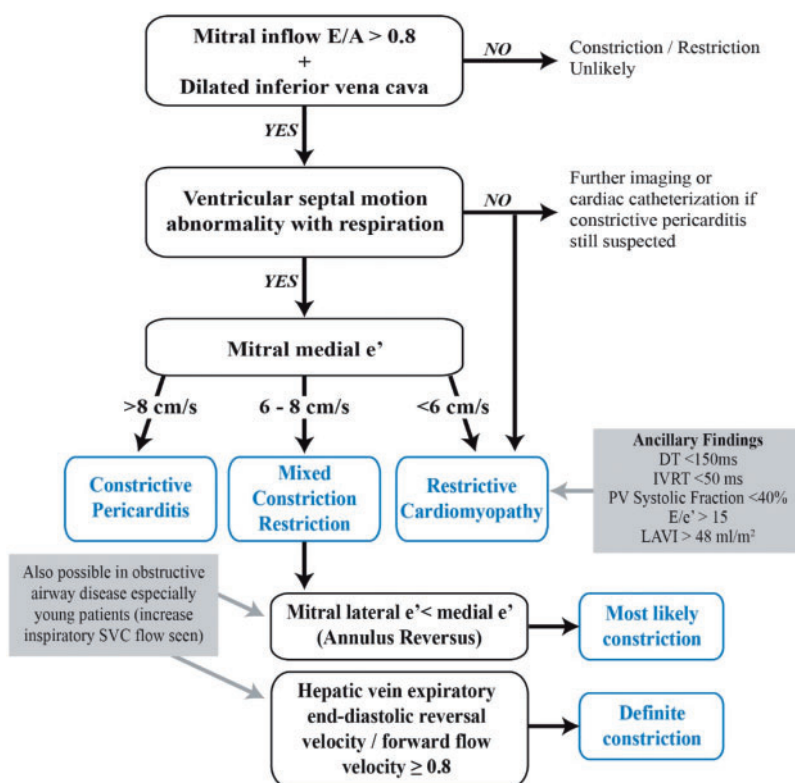 Mitral inflow E/A > 0.8
+
Dilated inferior vena cava
NO
Constriction / Restriction
Unlikely
YES
Ventricular septal motion
abnormality with respiration
NO
Further imaging or
cardiac catheterization if
constrictive pericarditis
still suspected
YES
Mitral medial e’
>8 cm/s
6 - 8 cm/s
<6 cm/s
Constrictive
Pericarditis
Mixed
Constriction
Restriction
Restrictive
Cardiomyopathy
Ancillary Findings
DT <150ms
IVRT <50 ms
PV Systolic Fraction <40%
E/e’ > 15
LAVI > 48 ml/m²
Also possible in obstructive
airway disease especially
young patients (increase
inspiratory SVC flow seen)
Mitral lateral e’< medial e’
(Annulus Reversus)
Most likely
constriction
Hepatic vein expiratory
end-diastolic reversal
velocity / forward flow
velocity ≥ 0.8
Definite
constriction